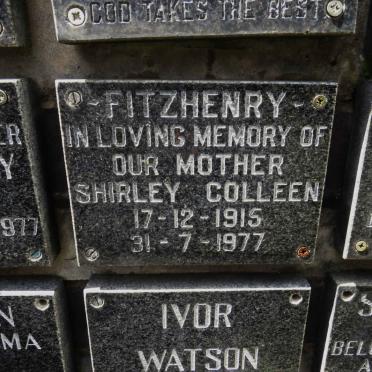 GOD TAKES THE BEST
~ FITZHENRY ~
IN LOVING MEMORY OF
OUR MOTHER
SHIRLEY COLLEEN
17-12-1915
31-7-1977
1977
IVOR
WATSON